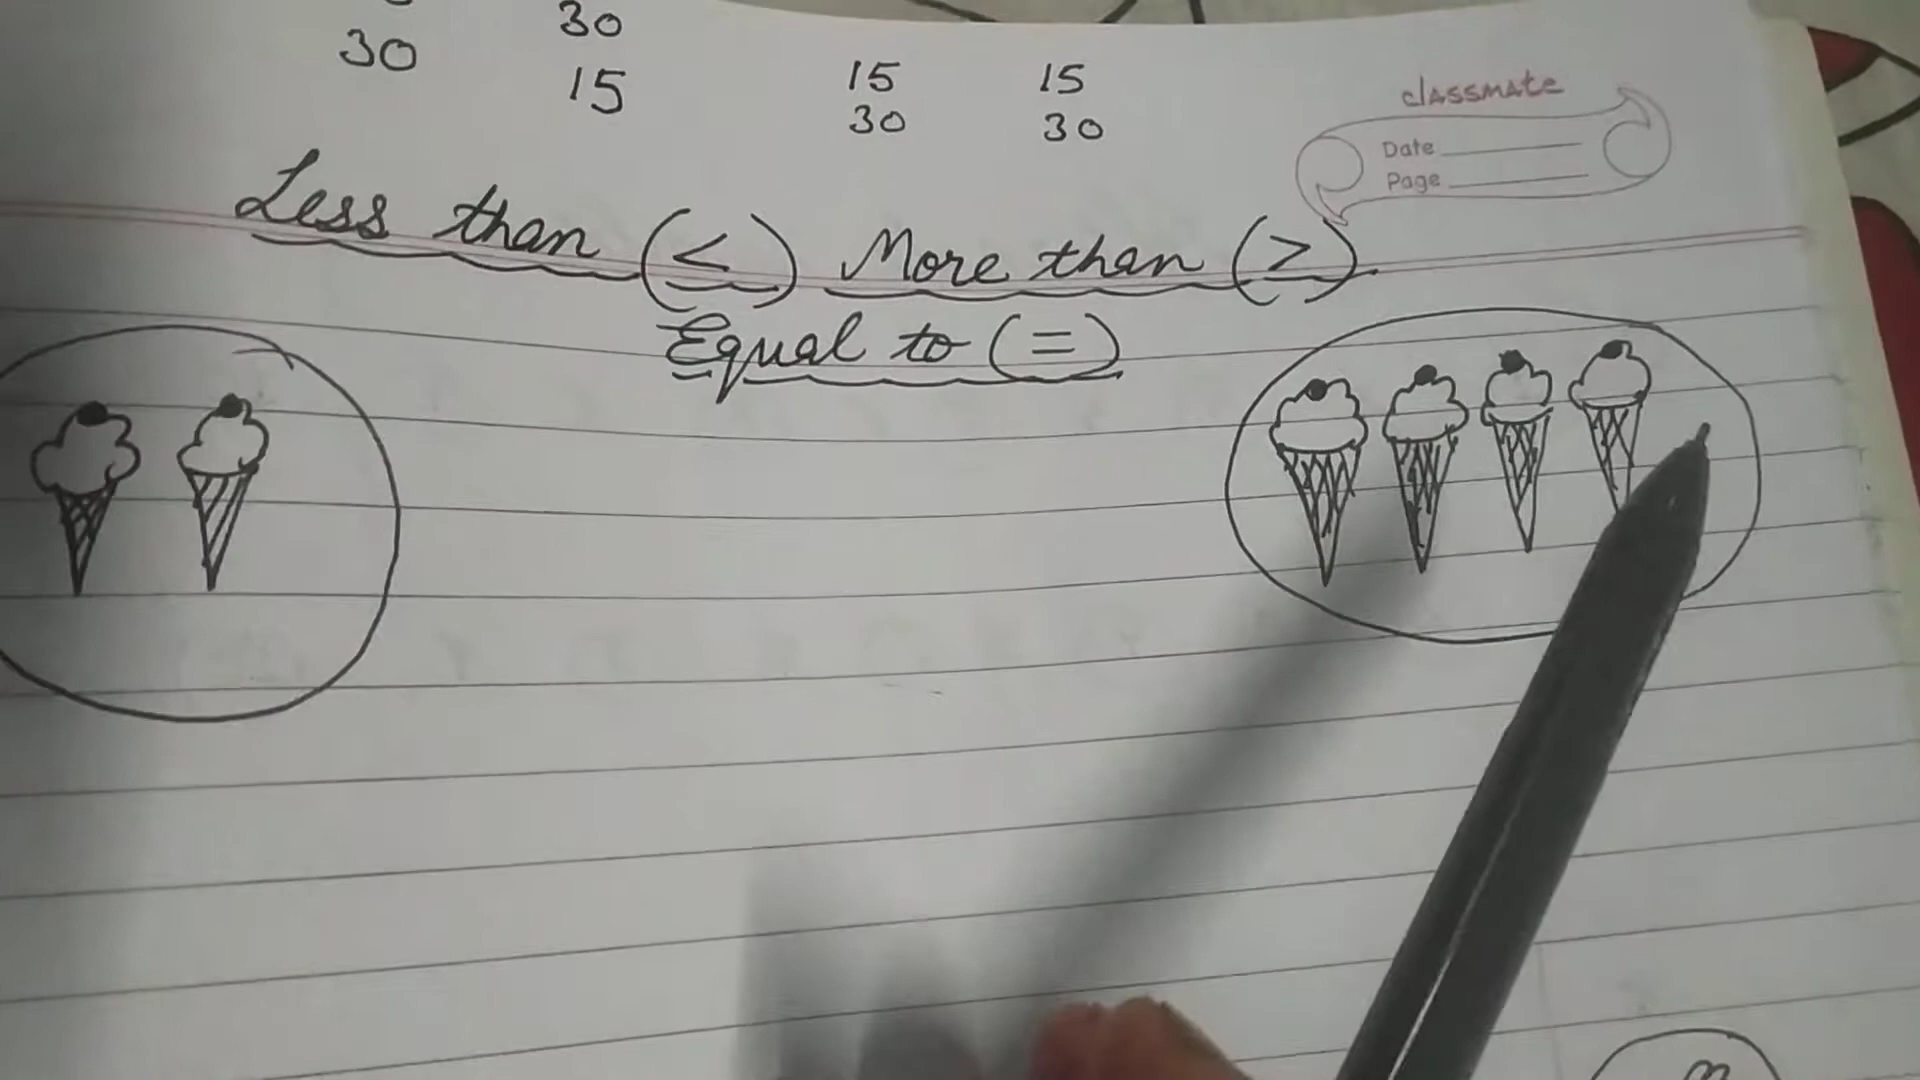 30
30
15
15 15
30 30
classmate
Date
Page
Less than (<) More than (>).
Equal to (=)